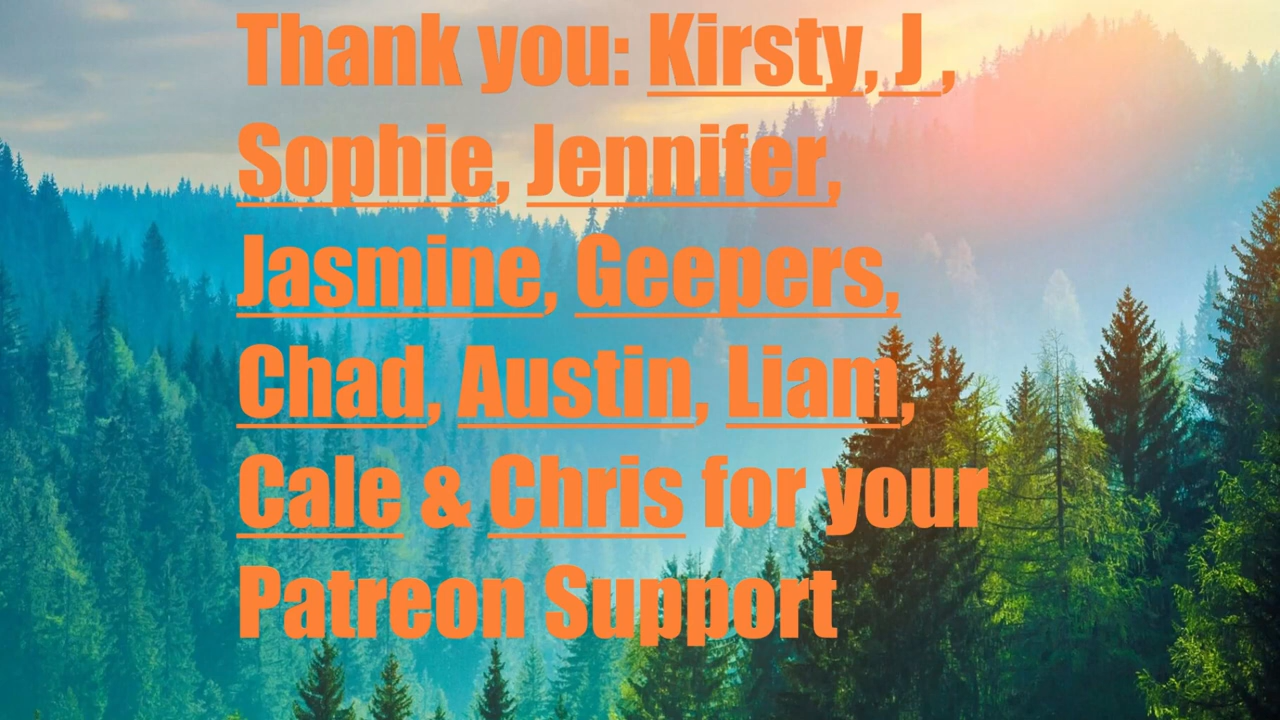 Thank you: Kirsty, J ,
Sophie, Jennifer,
Jasmine, Geepers,
Chad, Austin, Liam,
Cale & Chris for your
Patreon Support